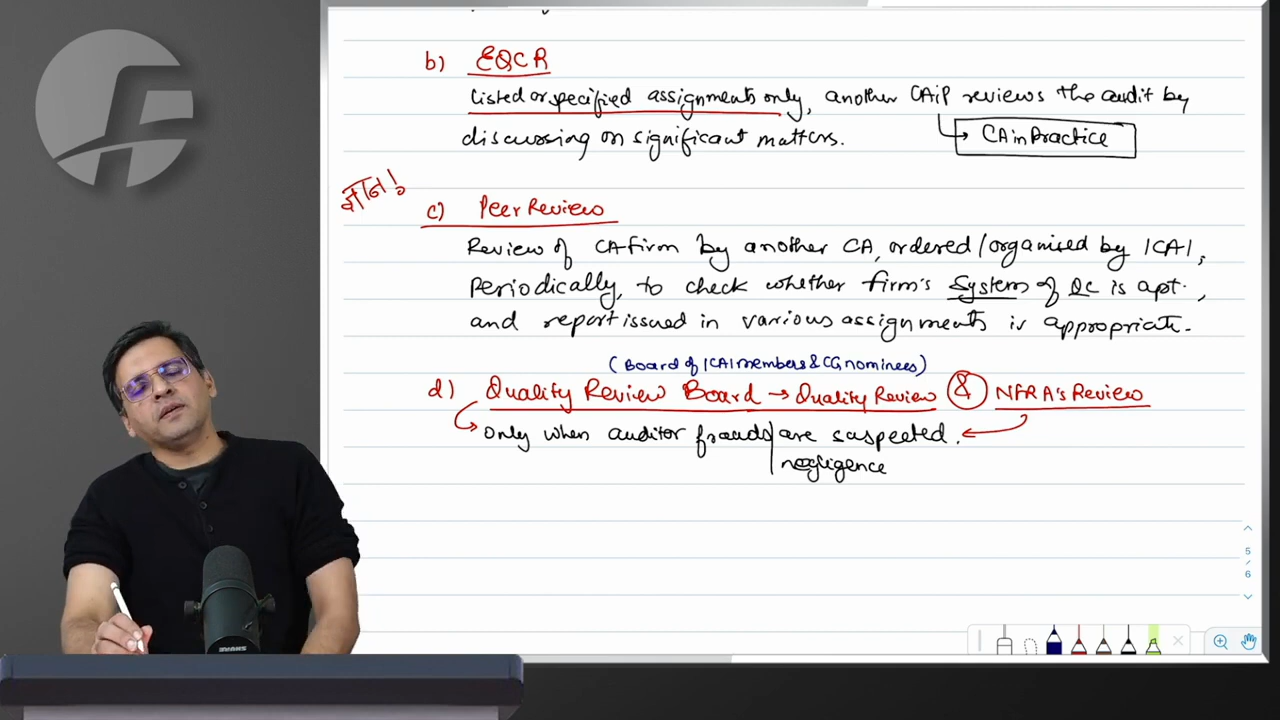 b) EQCR
Listed or specified assignments only, another CAiP reviews the audit by
CA in Practice
discussing on significant matters.
ज्ञान!
c) Peer Review
Review of CA firm by another CA, ordered/organised by ICAI,
Periodically, to check whether firm's System of QC is apt.,
and report issued in various assignments is appropriate.
(Board of ICAI members & CG nominees)
d) Quality Review Board → Quality Review & NFRA's Review
Only when auditor frauds are suspected.
negligence
5
/
6
SHURE